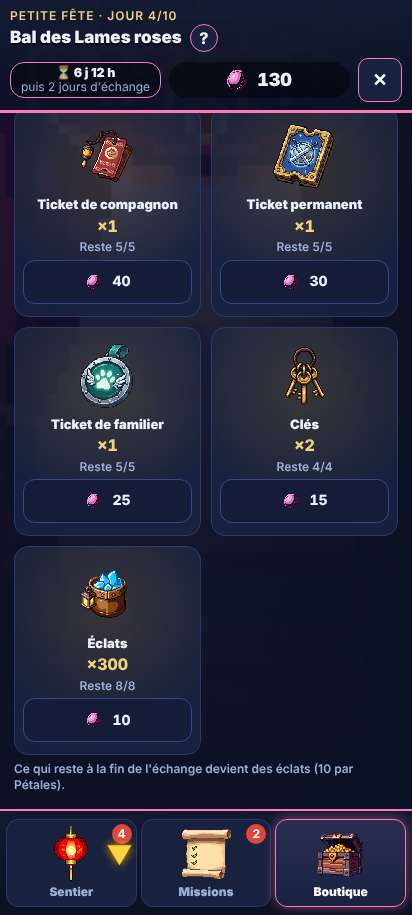 PETITE FÊTE · JOUR 4/10
Bal des Lames roses ?
⏳ 6 j 12 h
puis 2 jours d'échange
130
×
Ticket de compagnon
×1
Reste 5/5
40
Ticket permanent
×1
Reste 5/5
30
Ticket de familier
×1
Reste 5/5
25
Clés
×2
Reste 4/4
15
Éclats
×300
Reste 8/8
10
Ce qui reste à la fin de l'échange devient des éclats (10 par
Pétales).
4
Sentier
2
Missions
Boutique